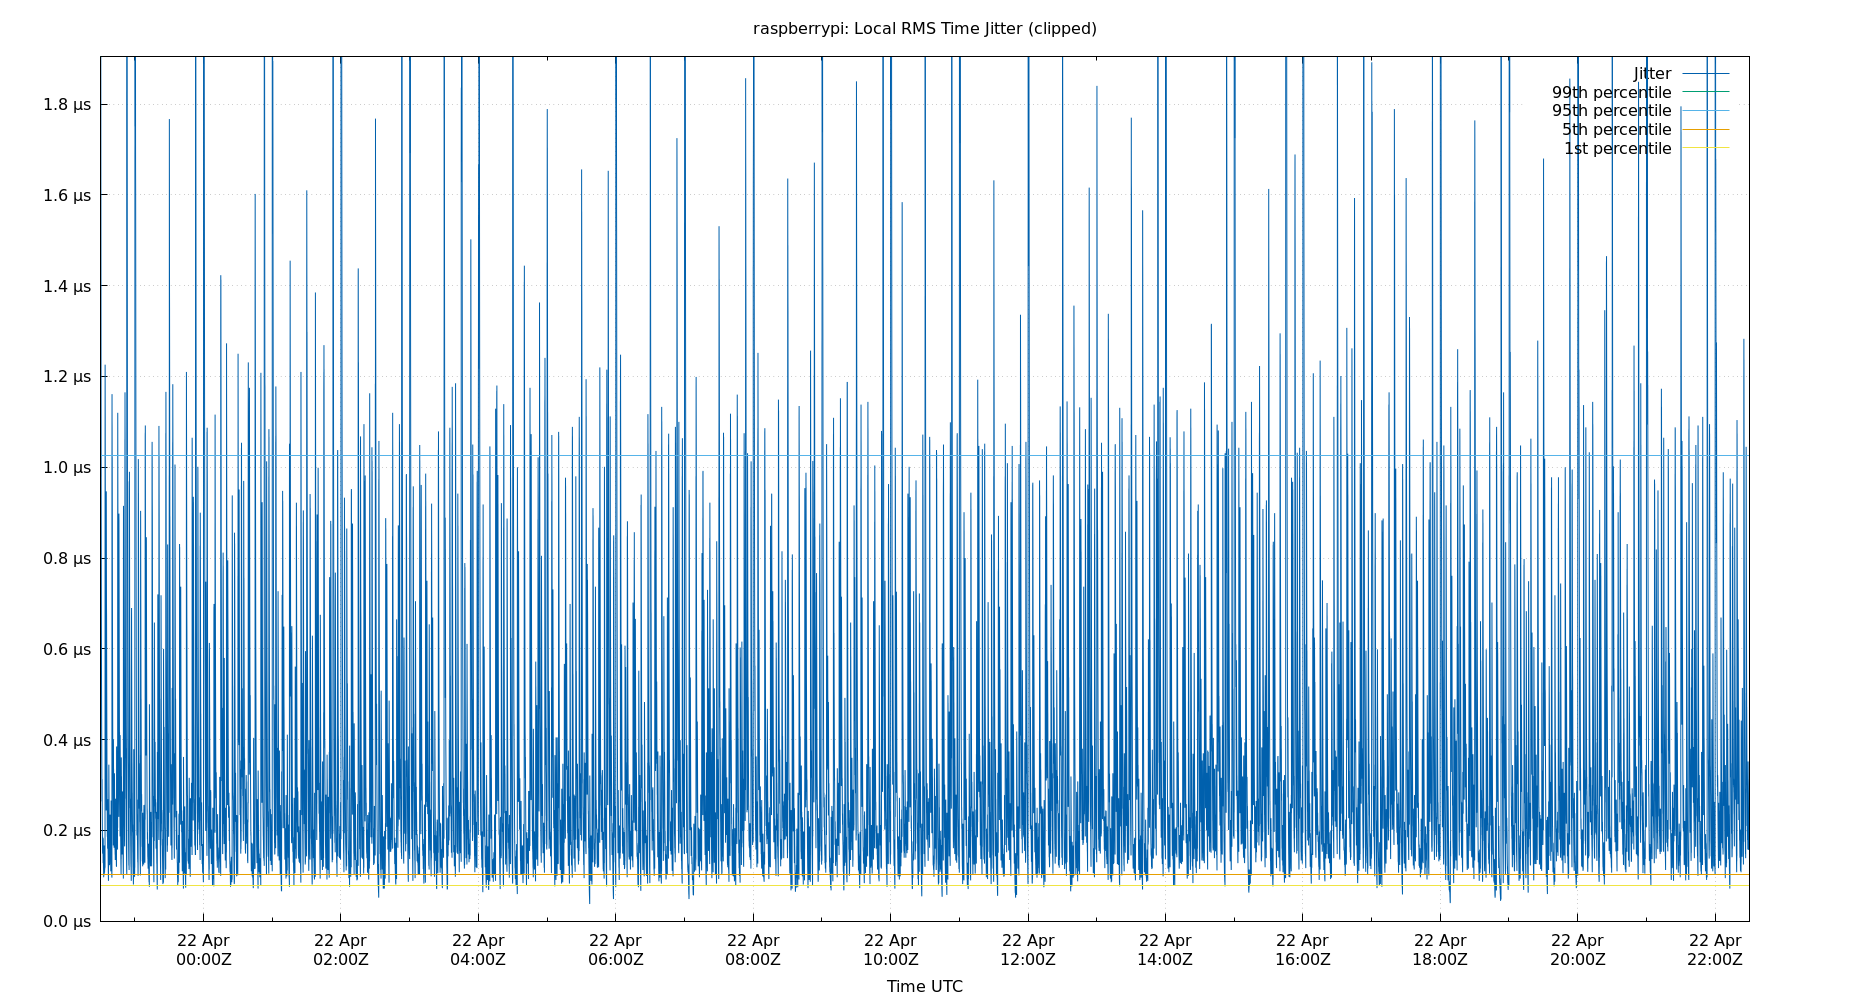 raspberrypi: Local RMS Time Jitter (clipped)
Jitter
99th percentile
95th percentile
5th percentile
1st percentile
1.8 µs
1.6 µs
1.4 µs
1.2 µs
1.0 µs
0.8 µs
0.6 µs
0.4 µs
0.2 µs
0.0 µs
22 Apr 22 Apr 22 Apr 22 Apr 22 Apr 22 Apr 22 Apr 22 Apr 22 Apr 22 Apr 22 Apr 22 Apr
00:00Z 02:00Z 04:00Z 06:00Z 08:00Z 10:00Z 12:00Z 14:00Z 16:00Z 18:00Z 20:00Z 22:00Z
Time UTC